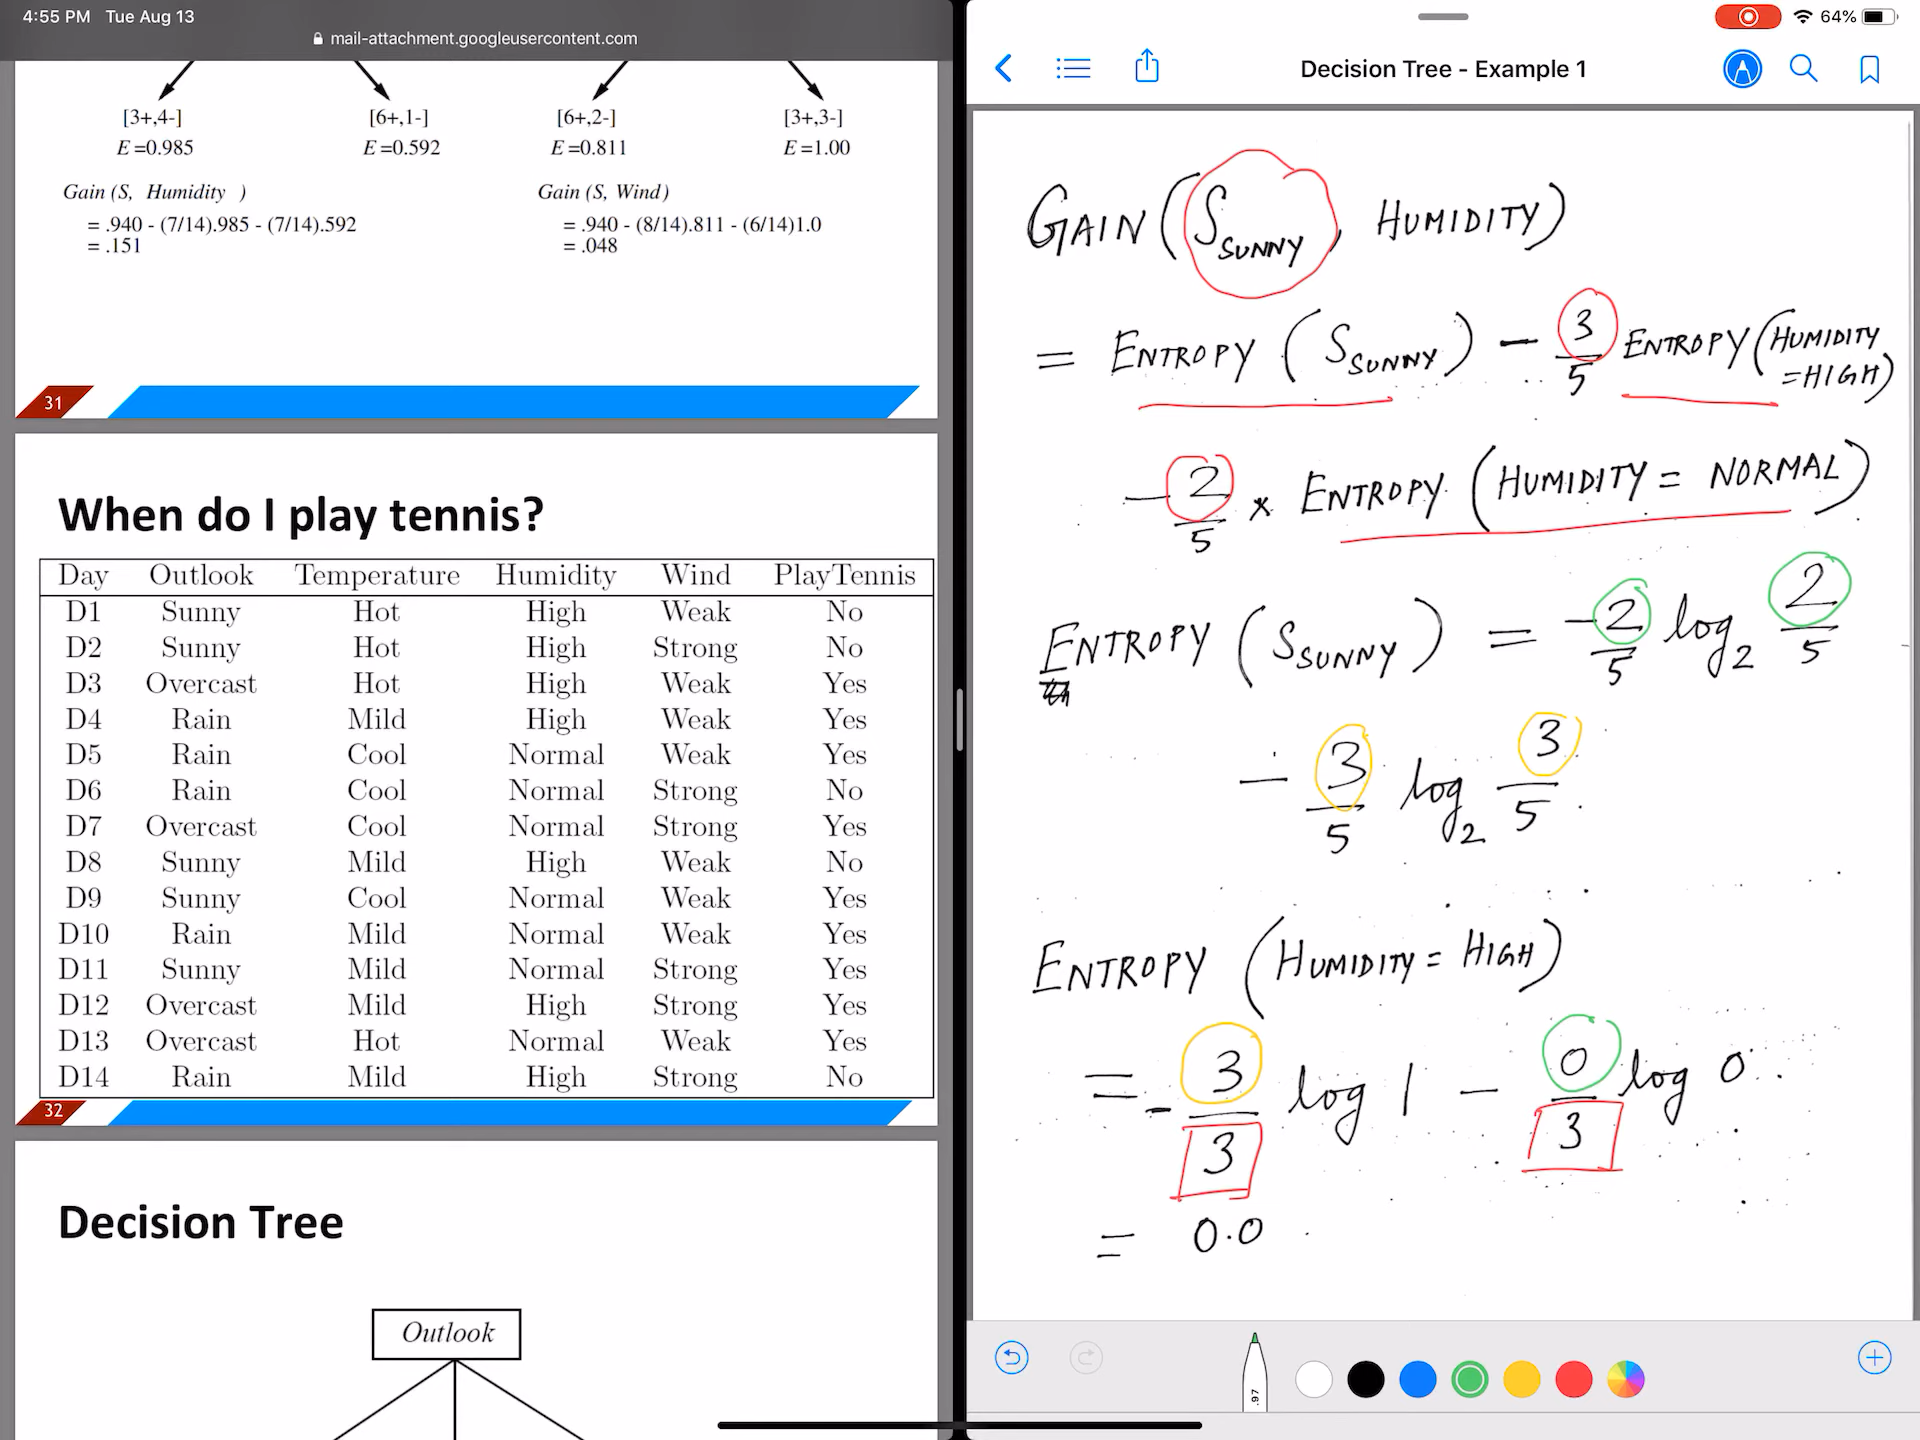 4:55 PM Tue Aug 13
mail-attachment.googleusercontent.com
[3+,4-] [6+,1-] [6+,2-] [3+,3-]
E =0.985 E =0.592 E =0.811 E =1.00
Gain (S, Humidity ) Gain (S, Wind)
= .940 - (7/14).985 - (7/14).592 = .940 - (8/14).811 - (6/14)1.0
= .151 = .048
31
When do I play tennis?
Day Outlook Temperature Humidity Wind PlayTennis
D1 Sunny Hot High Weak No
D2 Sunny Hot High Strong No
D3 Overcast Hot High Weak Yes
D4 Rain Mild High Weak Yes
D5 Rain Cool Normal Weak Yes
D6 Rain Cool Normal Strong No
D7 Overcast Cool Normal Strong Yes
D8 Sunny Mild High Weak No
D9 Sunny Cool Normal Weak Yes
D10 Rain Mild Normal Weak Yes
D11 Sunny Mild Normal Strong Yes
D12 Overcast Mild High Strong Yes
D13 Overcast Hot Normal Weak Yes
D14 Rain Mild High Strong No
32
Decision Tree
Outlook
64%
Decision Tree - Example 1
GAIN (S SUNNY, HUMIDITY)
= ENTROPY (S SUNNY) - 3/5 ENTROPY (HUMIDITY =HIGH)
- 2/5 × ENTROPY (HUMIDITY = NORMAL)
ENTROPY (S SUNNY) = -2/5 log2 2/5
- 3/5 log2 3/5
ENTROPY (HUMIDITY = HIGH)
= - 3/3 log 1 - 0/3 log 0
= 0.0
.97